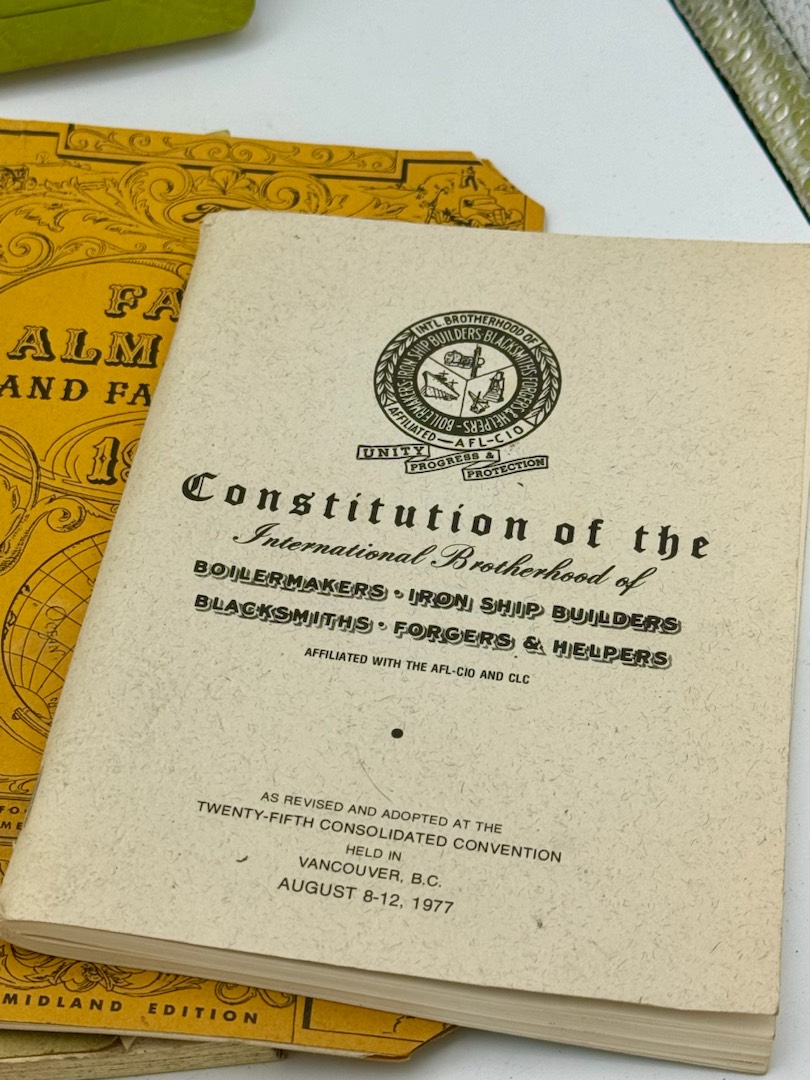 INT'L. BROTHERHOOD OF
BOILERMAKERS·IRON SHIP BUILDERS·BLACKSMITHS·FORGERS & HELPERS
AFFILIATED—AFL-CIO
UNITY
PROGRESS &
PROTECTION
Constitution of the
International Brotherhood of
BOILERMAKERS • IRON SHIP BUILDERS
BLACKSMITHS • FORGERS & HELPERS
AFFILIATED WITH THE AFL-CIO AND CLC
AS REVISED AND ADOPTED AT THE
TWENTY-FIFTH CONSOLIDATED CONVENTION
HELD IN
VANCOUVER, B.C.
AUGUST 8-12, 1977
FA
ALM
AND FA
MIDLAND EDITION